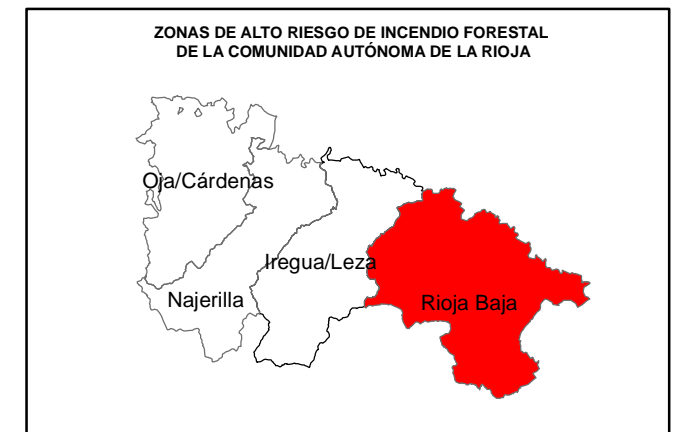 ZONAS DE ALTO RIESGO DE INCENDIO FORESTAL
DE LA COMUNIDAD AUTÓNOMA DE LA RIOJA
Oja/Cárdenas
Iregua/Leza
Najerilla
Rioja Baja